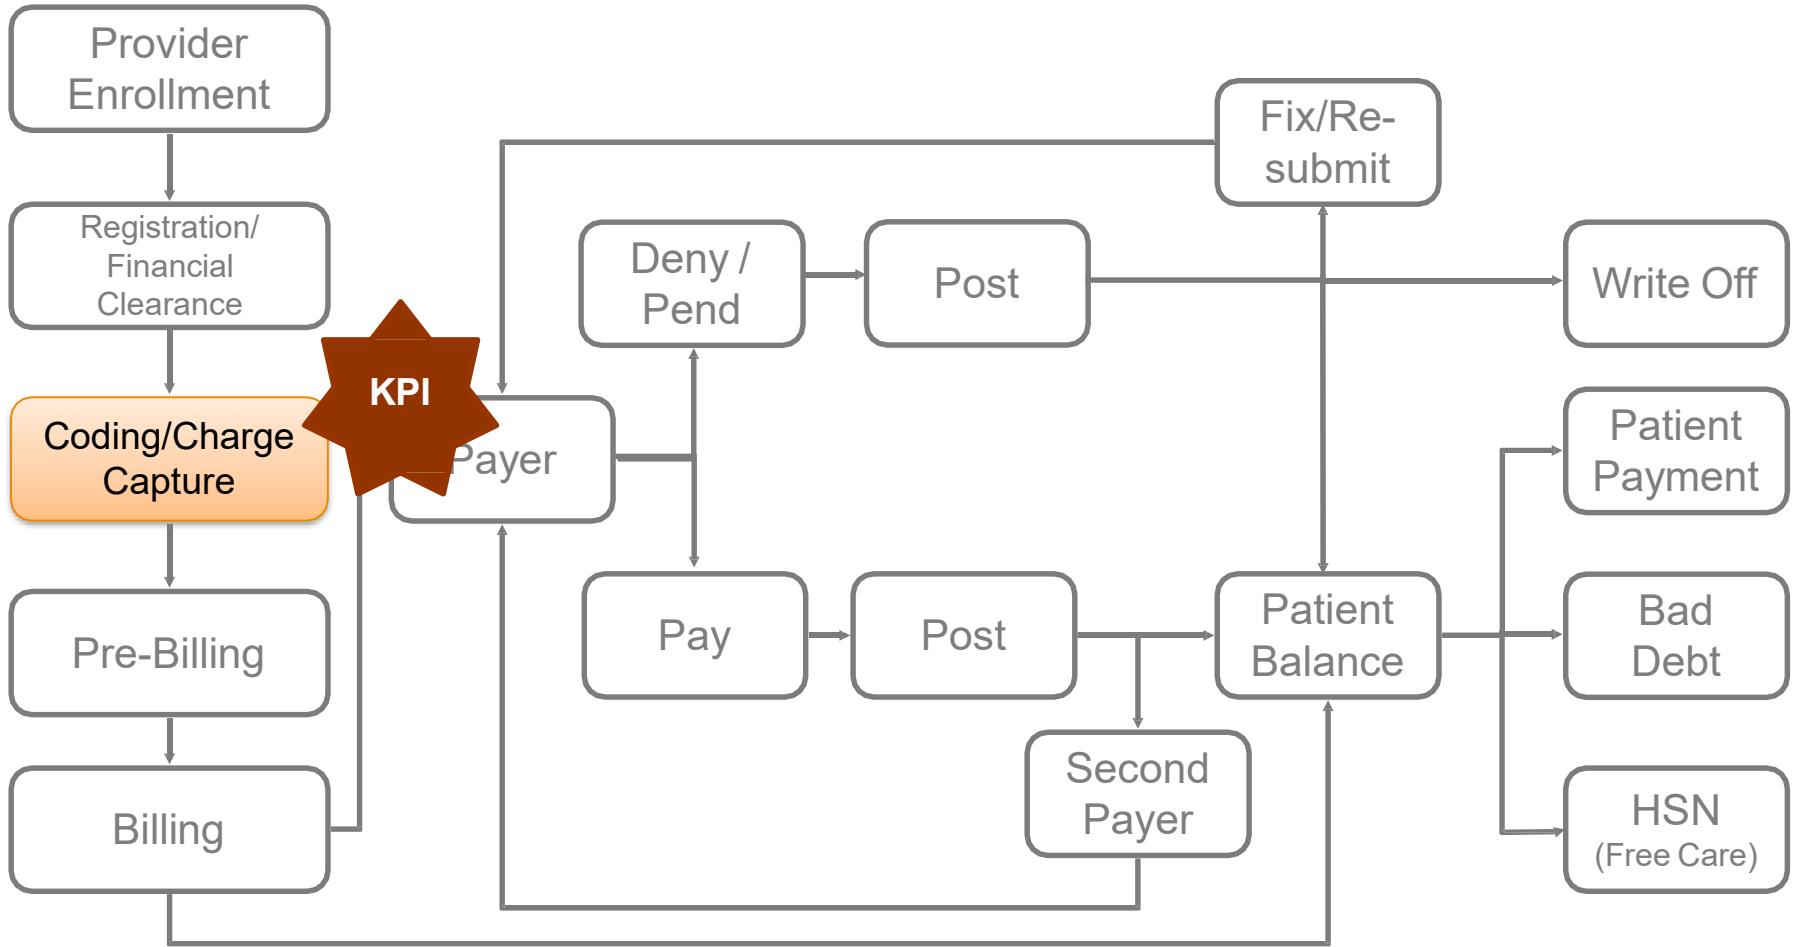 Provider
Enrollment
Registration/
Financial
Clearance
Coding/Charge
Capture
Pre-Billing
Billing
KPI
Payer
Deny /
Pend
Post
Fix/Re-
submit
Write Off
Pay
Post
Second
Payer
Patient
Balance
Patient
Payment
Bad
Debt
HSN
(Free Care)